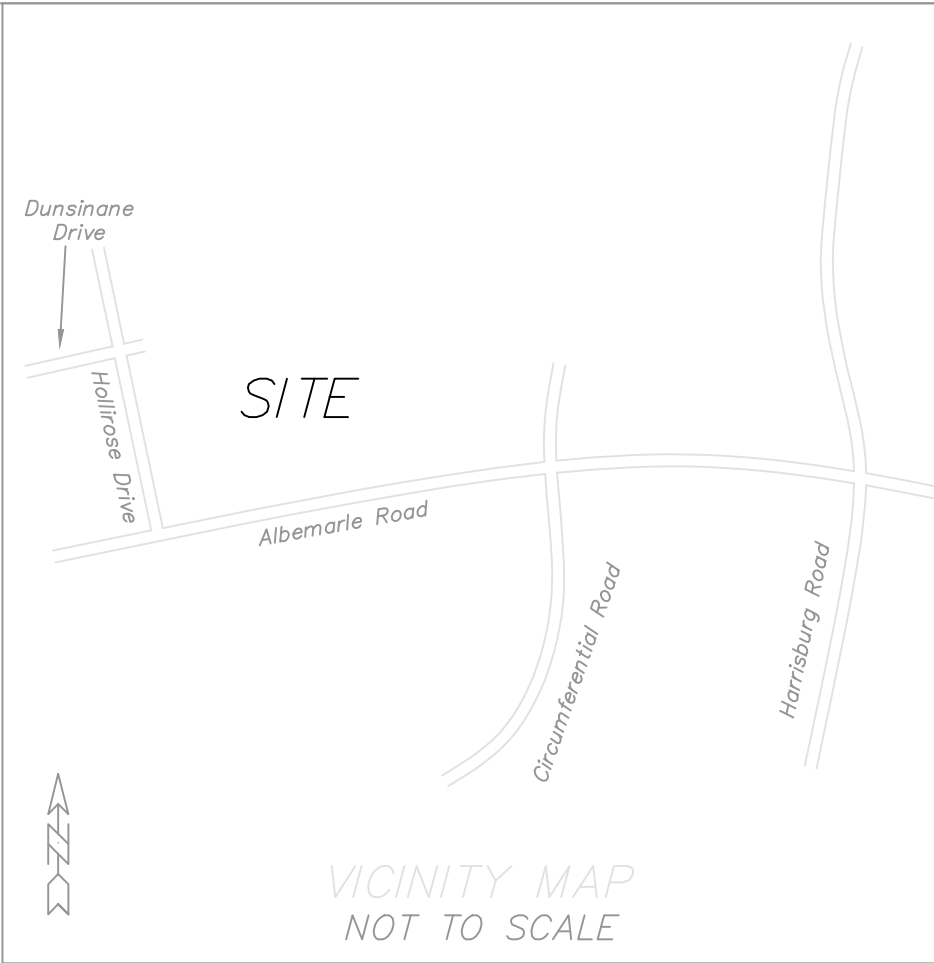 Dunsinane
Drive
Hollirose Drive
SITE
Albemarle Road
Circumferential Road
Harrisburg Road
N
VICINITY MAP
NOT TO SCALE